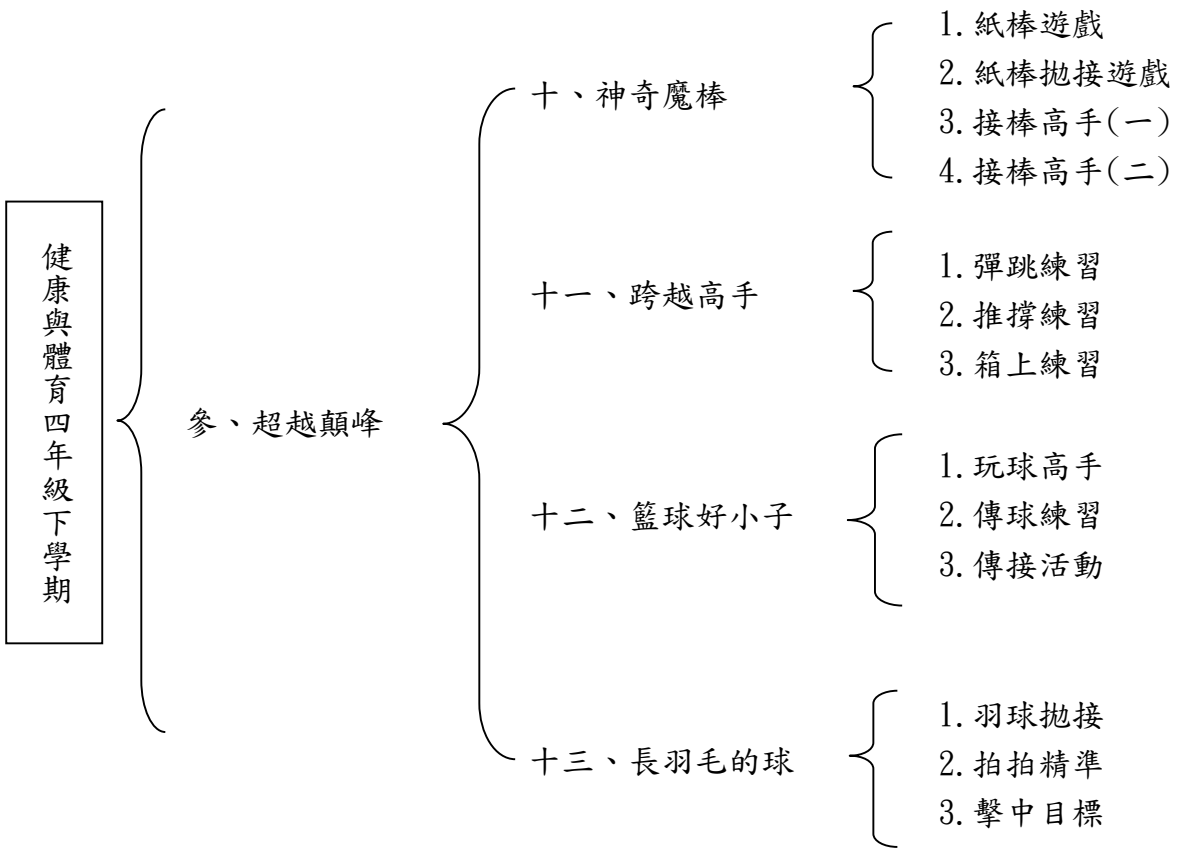 健康與體育四年級下學期
參、超越顛峰
十、神奇魔棒
1.紙棒遊戲
2.紙棒拋接遊戲
3.接棒高手(一)
4.接棒高手(二)
十一、跨越高手
1.彈跳練習
2.推撐練習
3.箱上練習
十二、籃球好小子
1.玩球高手
2.傳球練習
3.傳接活動
十三、長羽毛的球
1.羽球拋接
2.拍拍精準
3.擊中目標